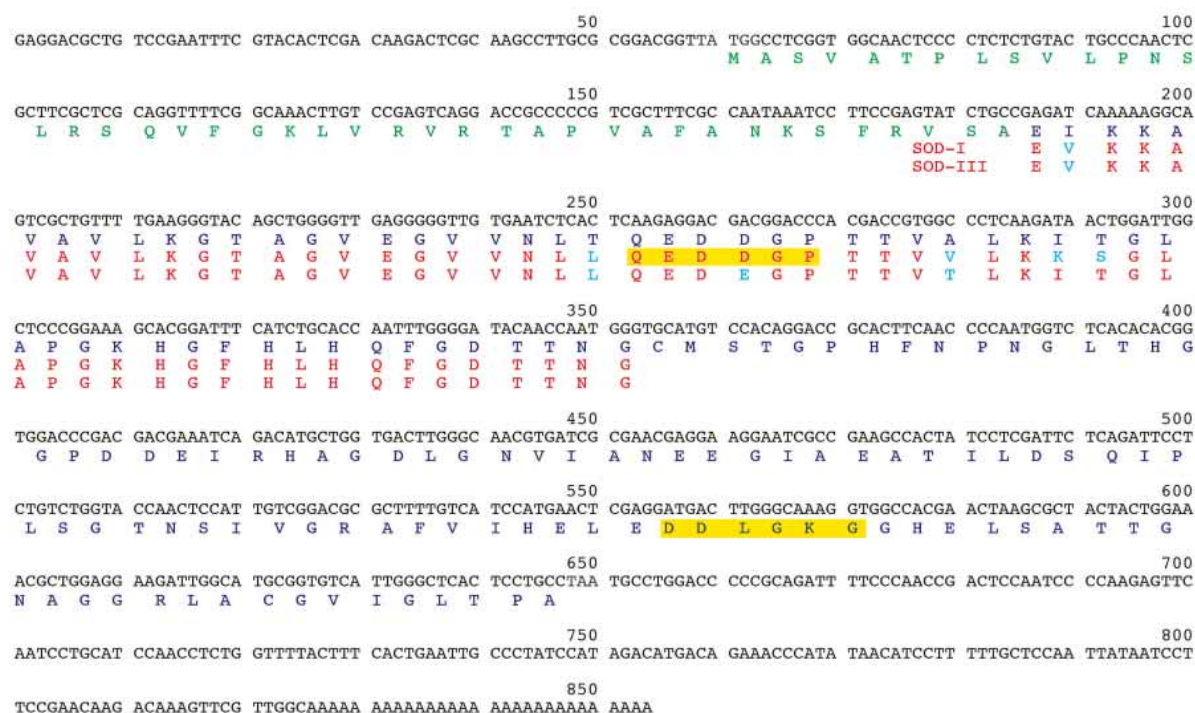 50 100
GAGGACGCTG TCCGAATTTC GTACACTCGA CAAGACTCGC AAGCCTTGCG CGGACGGTTA TGGCCTCGGT GGCAACTCCC CTCTCTGTAC TGCCCAACTC
M A S V A T P L S V L P N S
150 200
GCTTCGCTCG CAGGTTTTCG GCAAACTTGT CCGAGTCAGG ACCGCCCCCG TCGCTTTCGC CAATAAATCC TTCCGAGTAT CTGCCGAGAT CAAAAAGGCA
L R S Q V F G K L V R V R T A P V A F A N K S F R V S A E I K K A
SOD-I E V K K A
SOD-III E V K K A
250 300
GTCGCTGTTT TGAAGGGTAC AGCTGGGGTT GAGGGGGTTG TGAATCTCAC TCAAGAGGAC GACGGACCCA CGACCGTGGC CCTCAAGATA ACTGGATTGG
V A V L K G T A G V E G V V N L T Q E D D G P T T V A L K I T G L
V A V L K G T A G V E G V V N L L Q E D D G P T T V V L K K S G L
V A V L K G T A G V E G V V N L L Q E D E G P T T V T L K I T G L
350 400
CTCCCGGAAA GCACGGATTT CATCTGCACC AATTTGGGGA TACAACCAAT GGGTGCATGT CCACAGGACC GCACTTCAAC CCCAATGGTC TCACACACGG
A P G K H G F H L H Q F G D T T N G C M S T G P H F N P N G L T H G
A P G K H G F H L H Q F G D T T N G
A P G K H G F H L H Q F G D T T N G
450 500
TGGACCCGAC GACGAAATCA GACATGCTGG TGACTTGGGC AACGTGATCG CGAACGAGGA AGGAATCGCC GAAGCCACTA TCCTCGATTC TCAGATTCCT
G P D D E I R H A G D L G N V I A N E E G I A E A T I L D S Q I P
550 600
CTGTCTGGTA CCAACTCCAT TGTCGGACGC GCTTTTGTCA TCCATGAACT CGAGGATGAC TTGGGCAAAG GTGGCCACGA ACTAAGCGCT ACTACTGGAA
L S G T N S I V G R A F V I H E L E D D L G K G G H E L S A T T G
650 700
ACGCTGGAGG AAGATTGGCA TGCGGTGTCA TTGGGCTCAC TCCTGCCTAA TGCCTGGACC CCCGCAGATT TTCCCAACCG ACTCCAATCC CCAAGAGTTC
N A G G R L A C G V I G L T P A
750 800
AATCCTGCAT CCAACCTCTG GTTTTACTTT CACTGAATTG CCCTATCCAT AGACATGACA GAAACCCATA TAACATCCTT TTTGCTCCAA TTATAATCCT
850
TCCGAACAAG ACAAAGTTCG TTGGCAAAAA AAAAAAAAAA AAAAAAAAAA AAAA